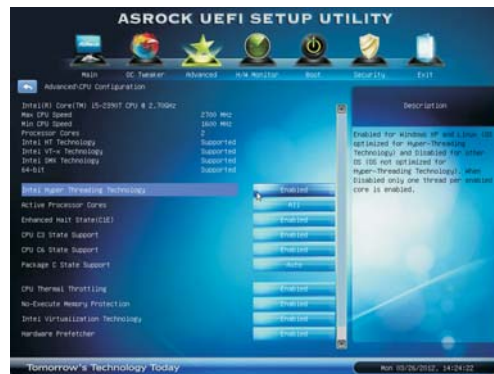 ASROCK UEFI SETUP UTILITY
Main OC Tweaker Advanced H/W Monitor Boot Security Exit
Advanced\CPU Configuration
Intel(R) Core(TM) i5-2390T CPU @ 2.70GHz
Max CPU Speed 2700 MHz
Min CPU Speed 1600 MHz
Processor Cores 2
Intel HT Technology Supported
Intel VT-x Technology Supported
Intel SMX Technology Supported
64-bit Supported
Intel Hyper Threading Technology Enabled
Active Processor Cores All
Enhanced Halt State(C1E) Enabled
CPU C3 State Support Enabled
CPU C6 State Support Enabled
Package C State Support Auto
CPU Thermal Throttling Enabled
No-Execute Memory Protection Enabled
Intel Virtualization Technology Enabled
Hardware Prefetcher Enabled
Description
Enabled for Windows XP and Linux (OS
optimized for Hyper-Threading
Technology) and Disabled for other
OS (OS not optimized for
Hyper-Threading Technology). When
Disabled only one thread per enabled
core is enabled.
Tomorrow's Technology Today
Mon 03/26/2012, 14:24:22